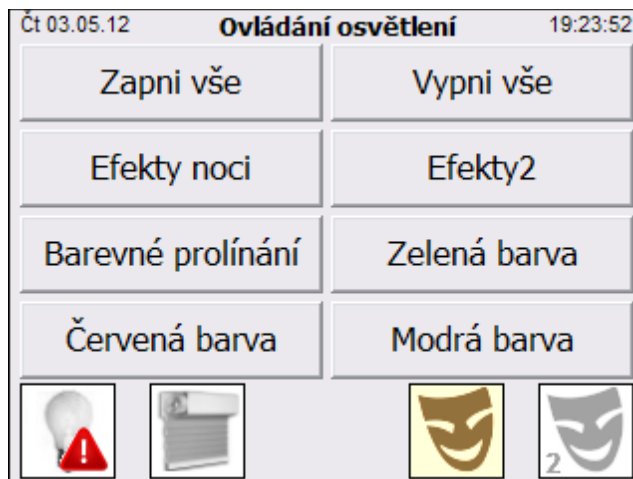 Čt 03.05.12 Ovládání osvětlení 19:23:52
Zapni vše Vypni vše
Efekty noci Efekty2
Barevné prolínání Zelená barva
Červená barva Modrá barva
! 2